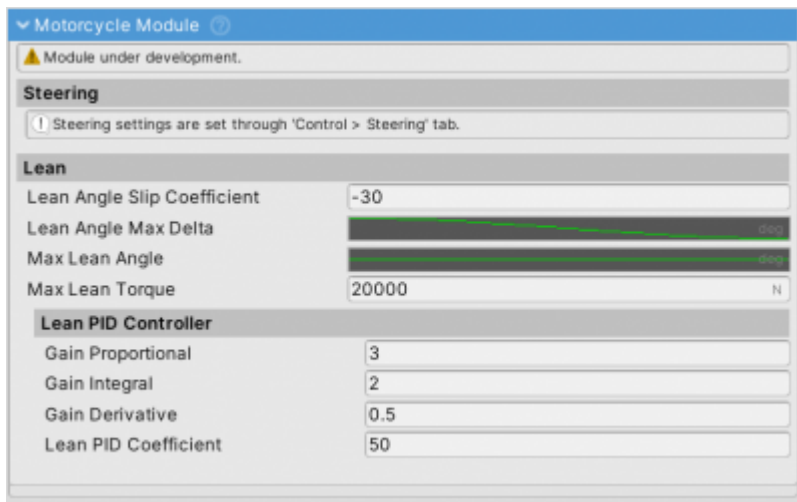 Motorcycle Module ?
Module under development.
Steering
! Steering settings are set through 'Control > Steering' tab.
Lean
Lean Angle Slip Coefficient -30
Lean Angle Max Delta deg
Max Lean Angle deg
Max Lean Torque 20000 N
Lean PID Controller
Gain Proportional 3
Gain Integral 2
Gain Derivative 0.5
Lean PID Coefficient 50